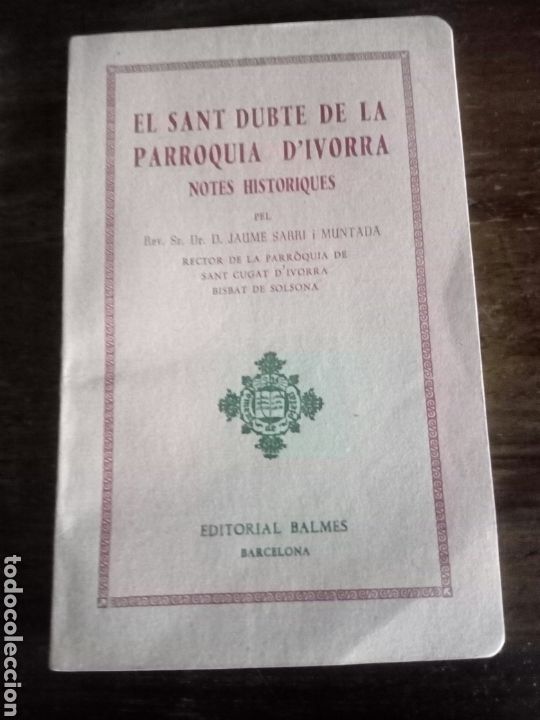 EL SANT DUBTE DE LA
PARROQUIA D'IVORRA
NOTES HISTORIQUES
PEL
Rev. Sr. Dr. D. JAUME SARRI i MUNTADA
RECTOR DE LA PARRÒQUIA DE
SANT CUGAT D'IVORRA
BISBAT DE SOLSONA
EDITORIAL BALMES
BARCELONA
todocoleccion